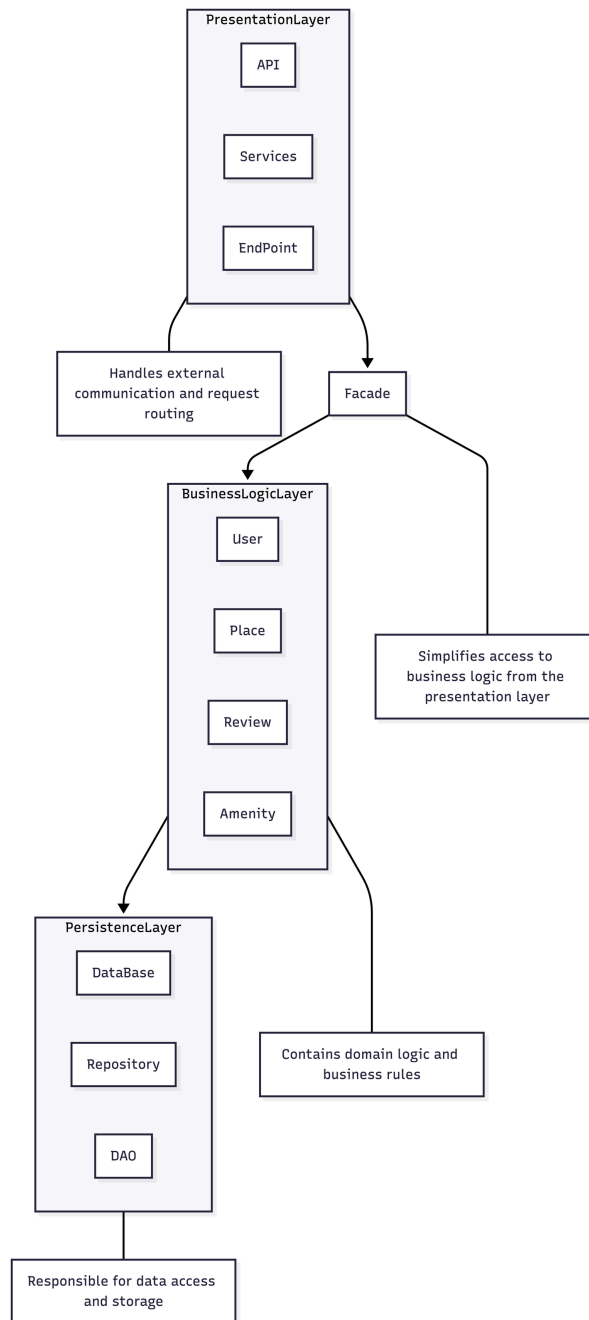 PresentationLayer
API
Services
EndPoint
Handles external
communication and request
routing
Facade
BusinessLogicLayer
User
Place
Review
Amenity
Simplifies access to
business logic from the
presentation layer
PersistenceLayer
DataBase
Repository
DAO
Contains domain logic and
business rules
Responsible for data access
and storage